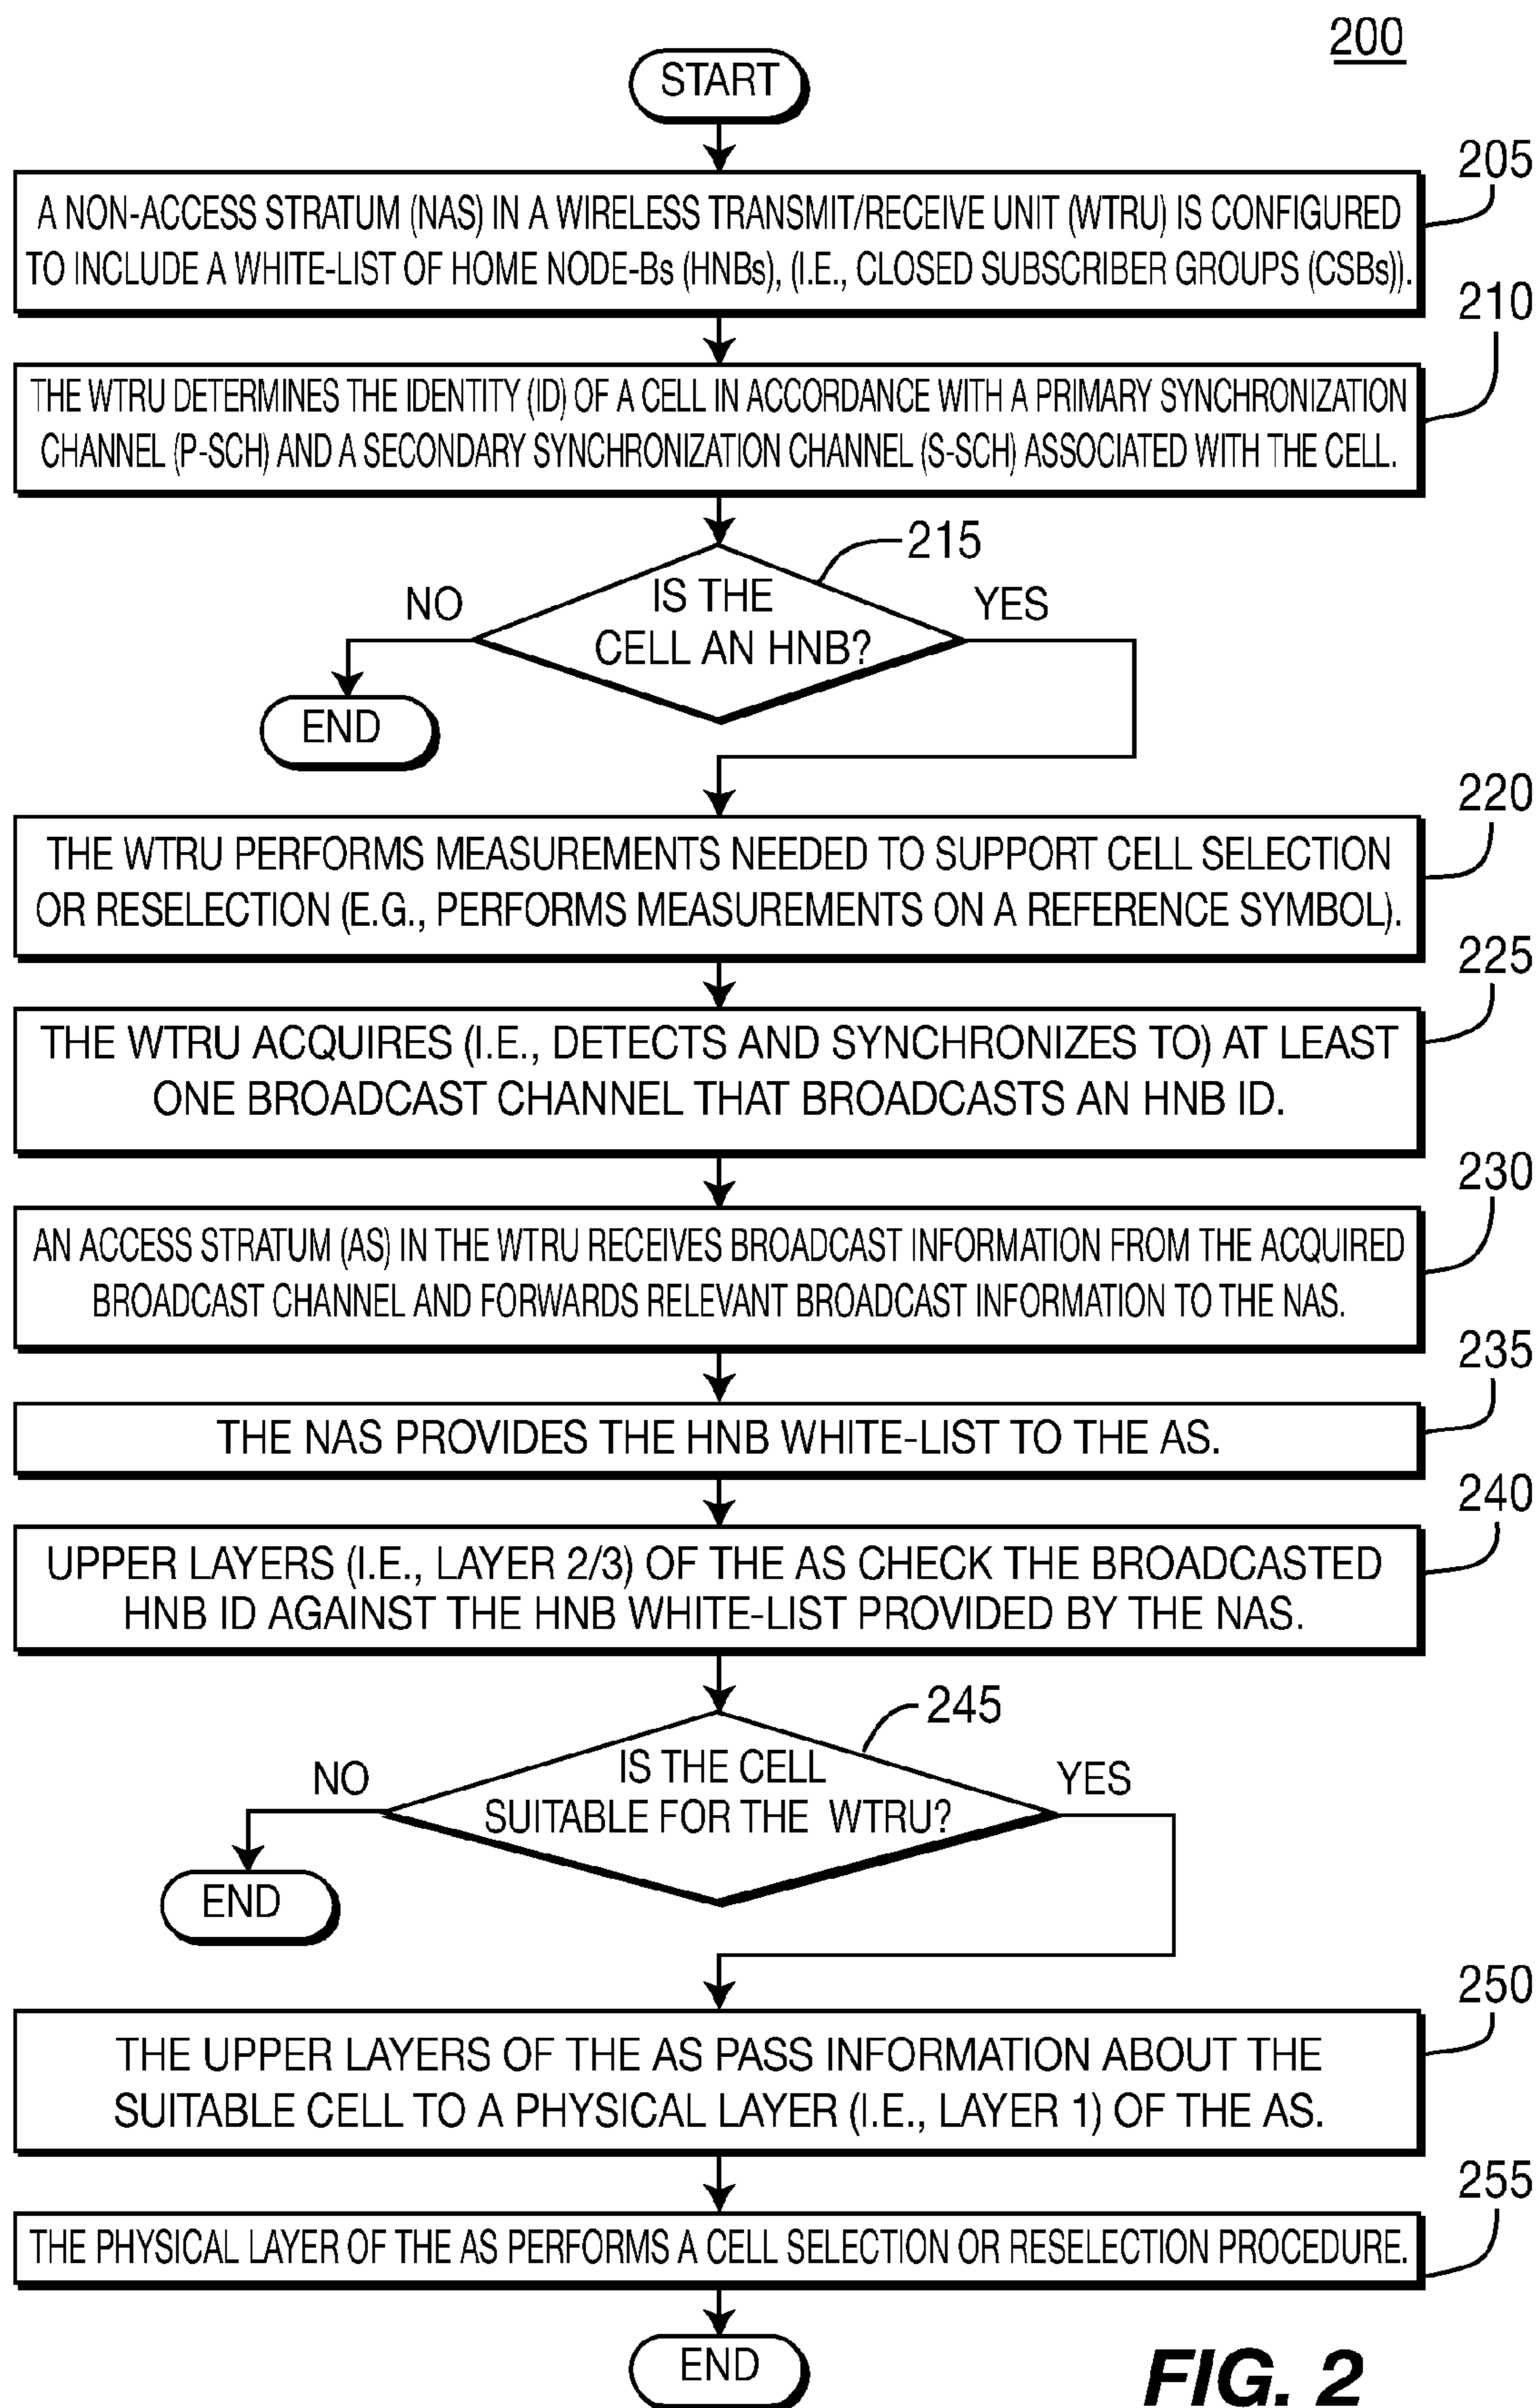 200
START
205
A NON-ACCESS STRATUM (NAS) IN A WIRELESS TRANSMIT/RECEIVE UNIT (WTRU) IS CONFIGURED
TO INCLUDE A WHITE-LIST OF HOME NODE-Bs (HNBs), (I.E., CLOSED SUBSCRIBER GROUPS (CSBs)).
210
THE WTRU DETERMINES THE IDENTITY (ID) OF A CELL IN ACCORDANCE WITH A PRIMARY SYNCHRONIZATION
CHANNEL (P-SCH) AND A SECONDARY SYNCHRONIZATION CHANNEL (S-SCH) ASSOCIATED WITH THE CELL.
215
NO
IS THE
CELL AN HNB?
YES
END
220
THE WTRU PERFORMS MEASUREMENTS NEEDED TO SUPPORT CELL SELECTION
OR RESELECTION (E.G., PERFORMS MEASUREMENTS ON A REFERENCE SYMBOL).
225
THE WTRU ACQUIRES (I.E., DETECTS AND SYNCHRONIZES TO) AT LEAST
ONE BROADCAST CHANNEL THAT BROADCASTS AN HNB ID.
230
AN ACCESS STRATUM (AS) IN THE WTRU RECEIVES BROADCAST INFORMATION FROM THE ACQUIRED
BROADCAST CHANNEL AND FORWARDS RELEVANT BROADCAST INFORMATION TO THE NAS.
235
THE NAS PROVIDES THE HNB WHITE-LIST TO THE AS.
240
UPPER LAYERS (I.E., LAYER 2/3) OF THE AS CHECK THE BROADCASTED
HNB ID AGAINST THE HNB WHITE-LIST PROVIDED BY THE NAS.
245
NO
IS THE CELL
SUITABLE FOR THE WTRU?
YES
END
250
THE UPPER LAYERS OF THE AS PASS INFORMATION ABOUT THE
SUITABLE CELL TO A PHYSICAL LAYER (I.E., LAYER 1) OF THE AS.
255
THE PHYSICAL LAYER OF THE AS PERFORMS A CELL SELECTION OR RESELECTION PROCEDURE.
END
FIG. 2